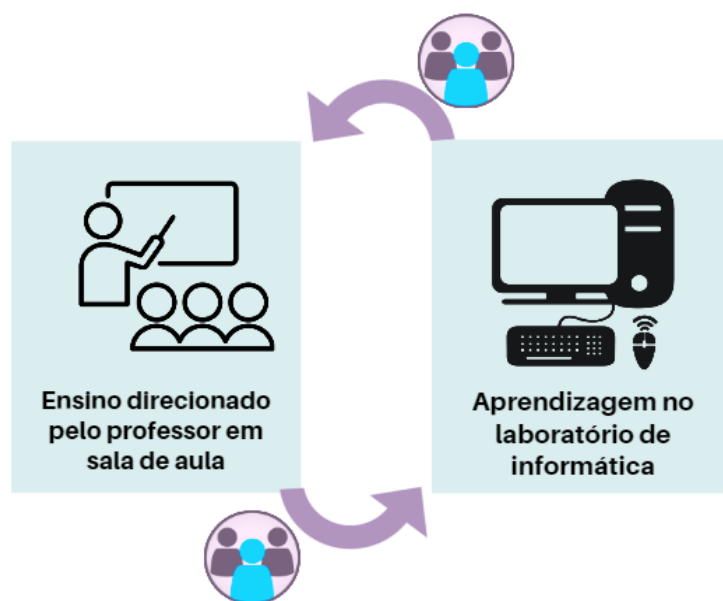 Ensino direcionado
pelo professor em
sala de aula
Aprendizagem no
laboratório de
informática